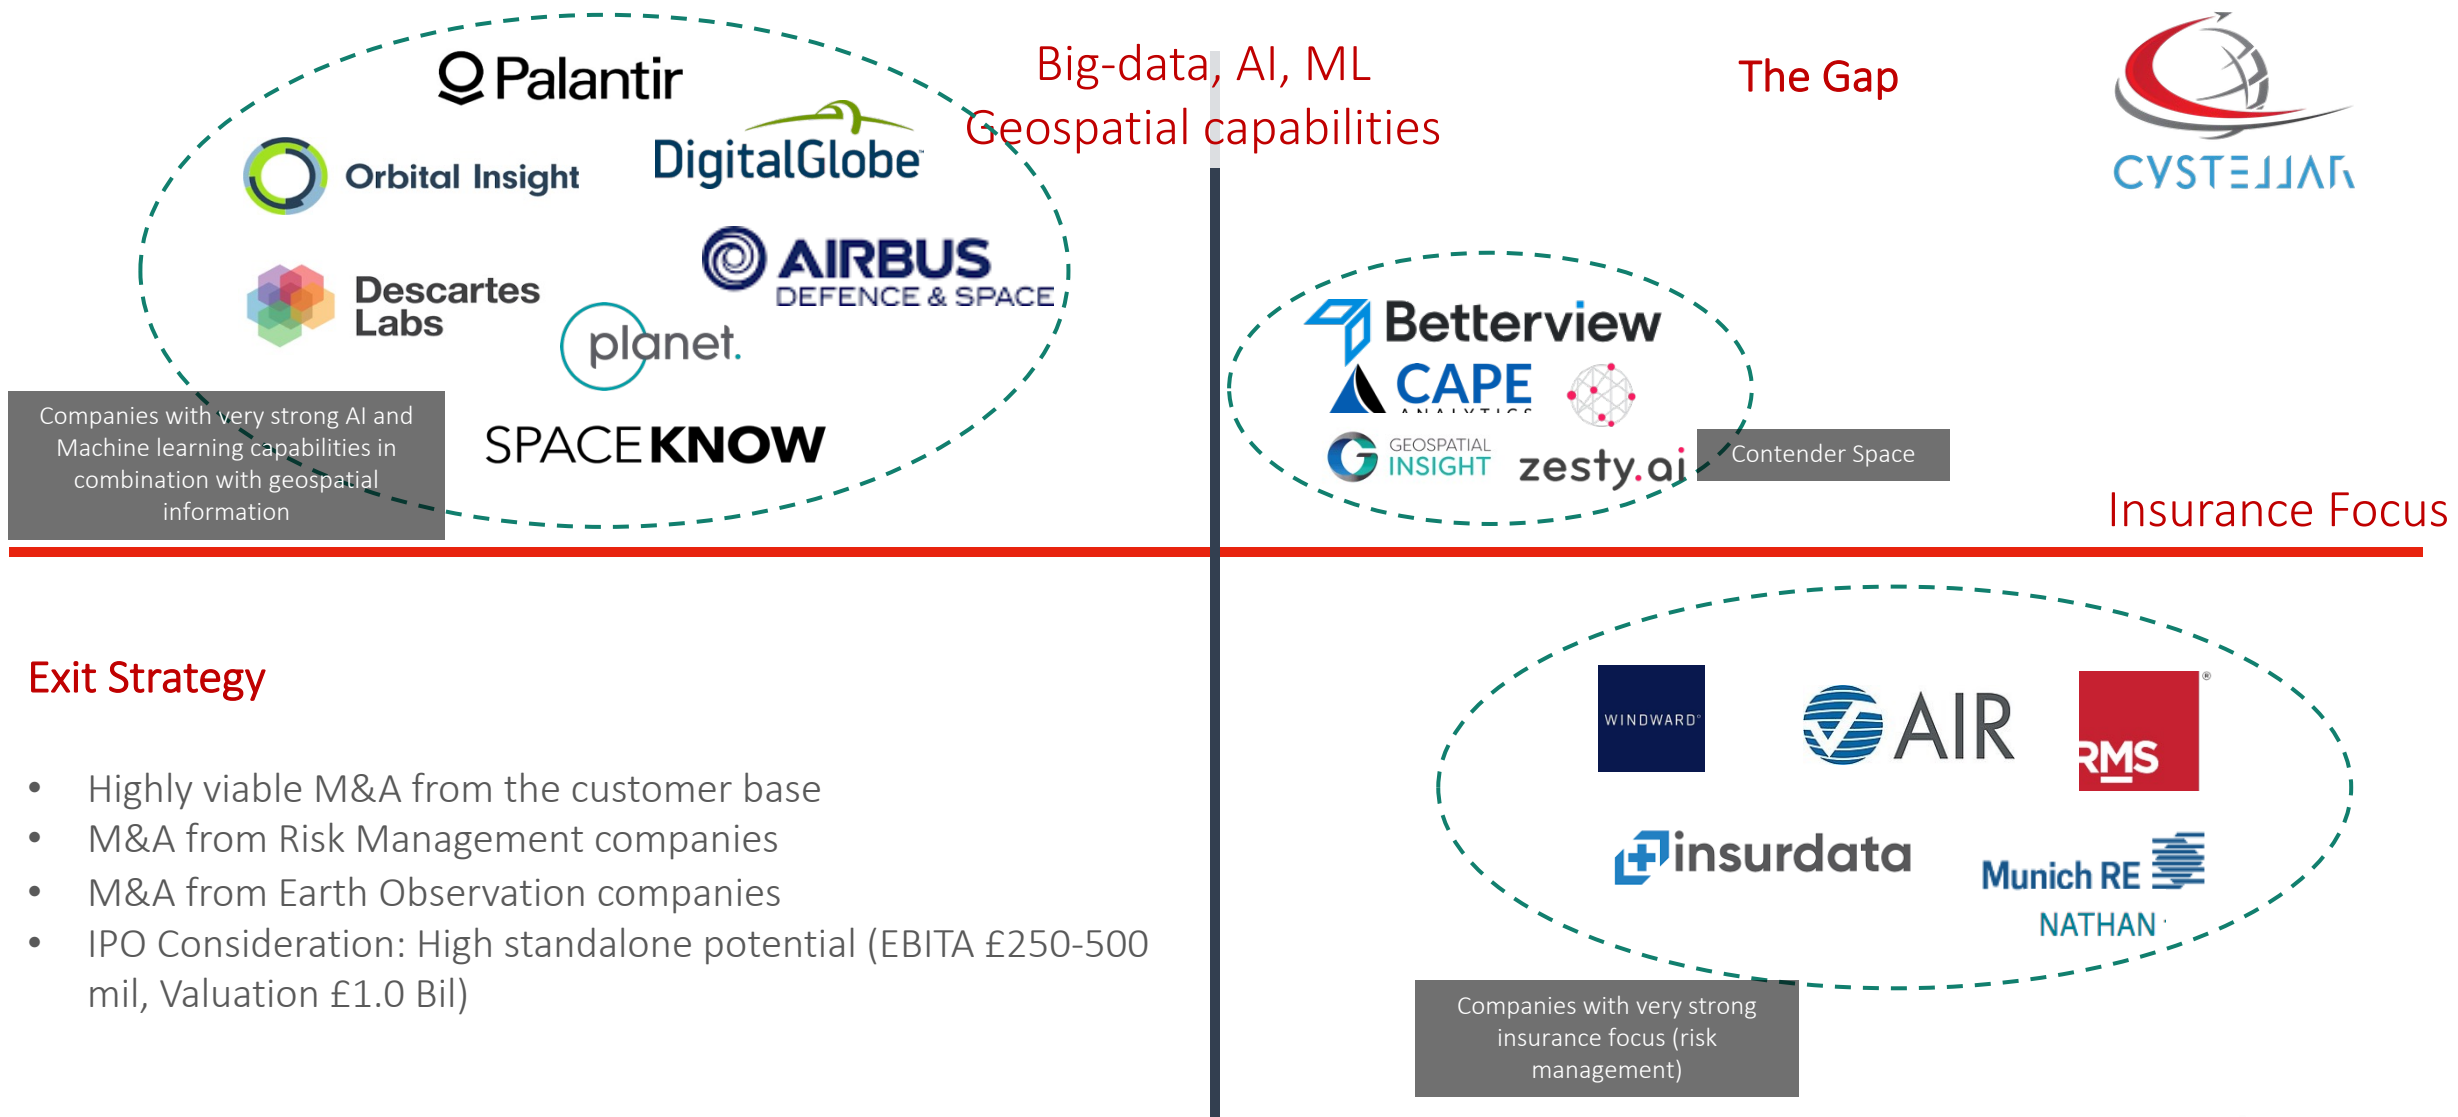 Palantir
Big-data, AI, ML
Geospatial capabilities
The Gap
CYSTELLAR
Orbital Insight
DigitalGlobe™
AIRBUS
DEFENCE & SPACE
Descartes
Labs
planet.
SPACEKNOW
Companies with very strong AI and
Machine learning capabilities in
combination with geospatial
information
Betterview
CAPE
ANALYTICS
GEOSPATIAL
INSIGHT
zesty.ai
Contender Space
Insurance Focus
Exit Strategy
• Highly viable M&A from the customer base
• M&A from Risk Management companies
• M&A from Earth Observation companies
• IPO Consideration: High standalone potential (EBITA £250-500
mil, Valuation £1.0 Bil)
WINDWARD®
AIR
RMS®
insurdata
Munich RE
NATHAN
Companies with very strong
insurance focus (risk
management)